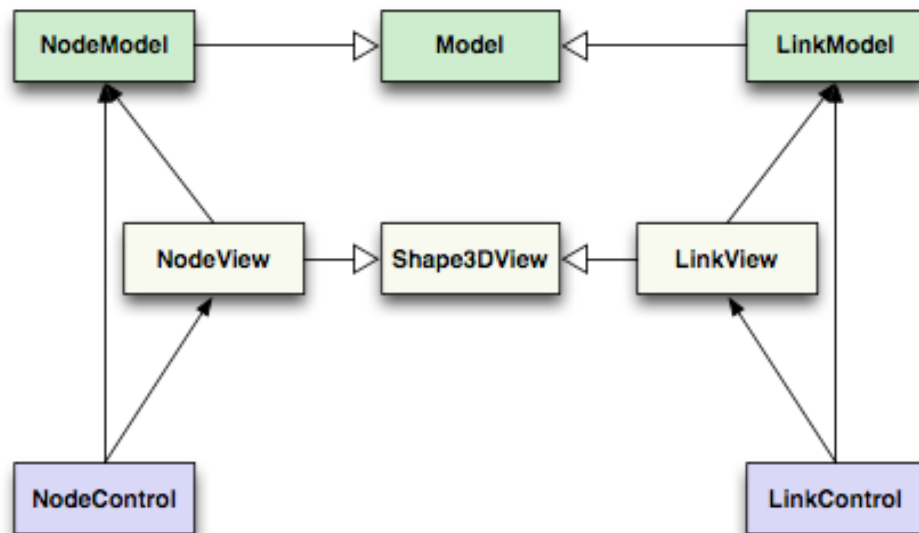 NodeModel
Model
LinkModel
NodeView
Shape3DView
LinkView
NodeControl
LinkControl